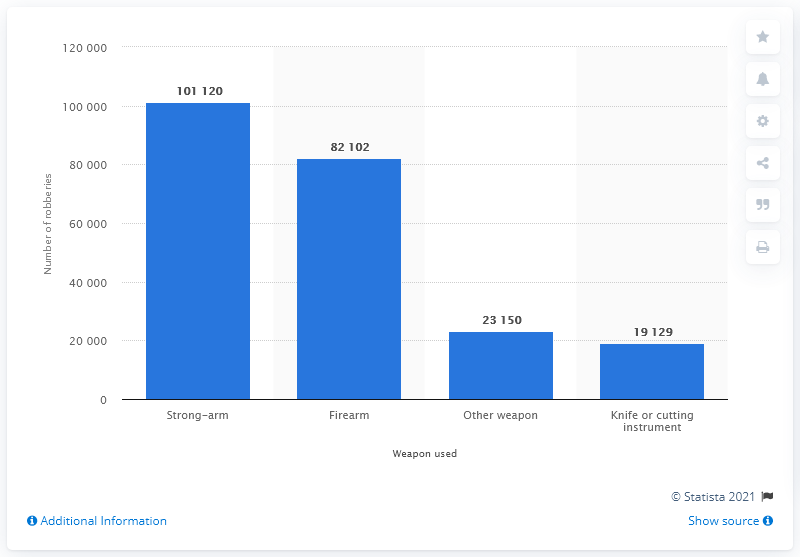 120 000
100 000
80 000
60 000
40 000
20 000
0
Number of robberies
101 120
82 102
23 150
19 129
Strong-arm
Firearm
Other weapon
Knife or cutting
instrument
Weapon used
© Statista 2021
Additional Information
Show source